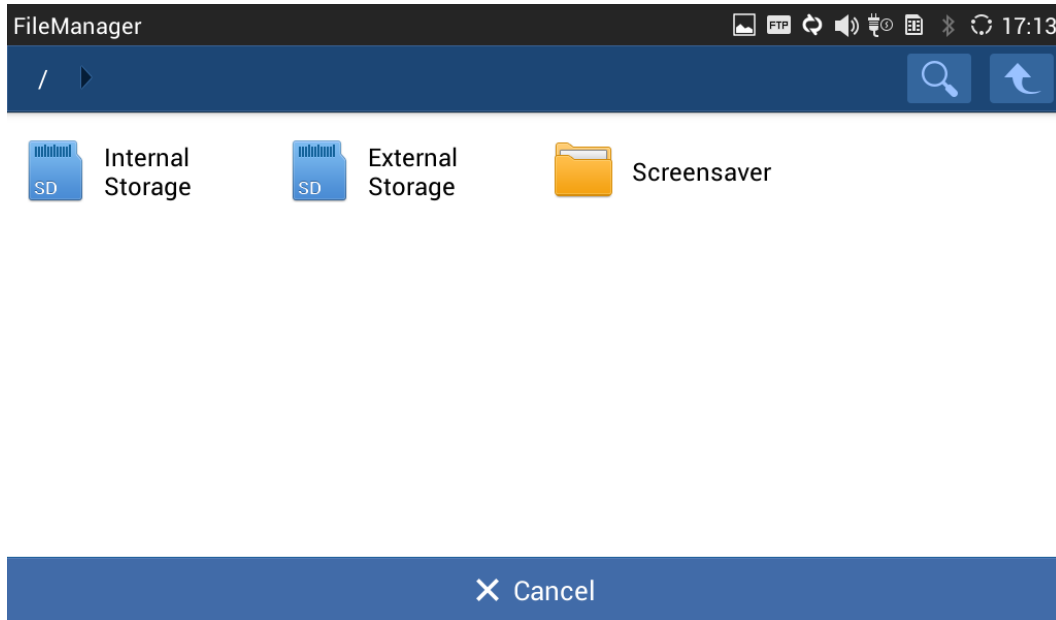 FileManager
FTP
17:13
/
Internal
Storage
SD
External
Storage
SD
Screensaver
Cancel